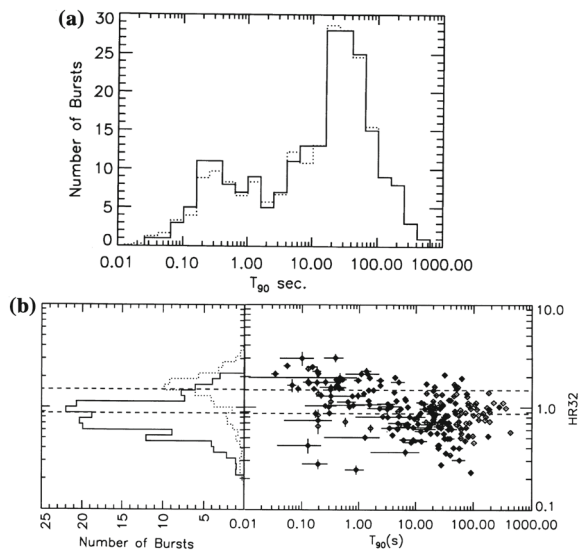 (a)
30
25
20
15
10
5
0
Number of Bursts
0.01 0.10 1.00 10.00 100.00 1000.00
T90 sec.
(b)
25 20 15 10 5 0.01 0.10 1.00 10.00 100.00 1000.00
Number of Bursts
T90(s)
10.0
1.0
0.1
HR32